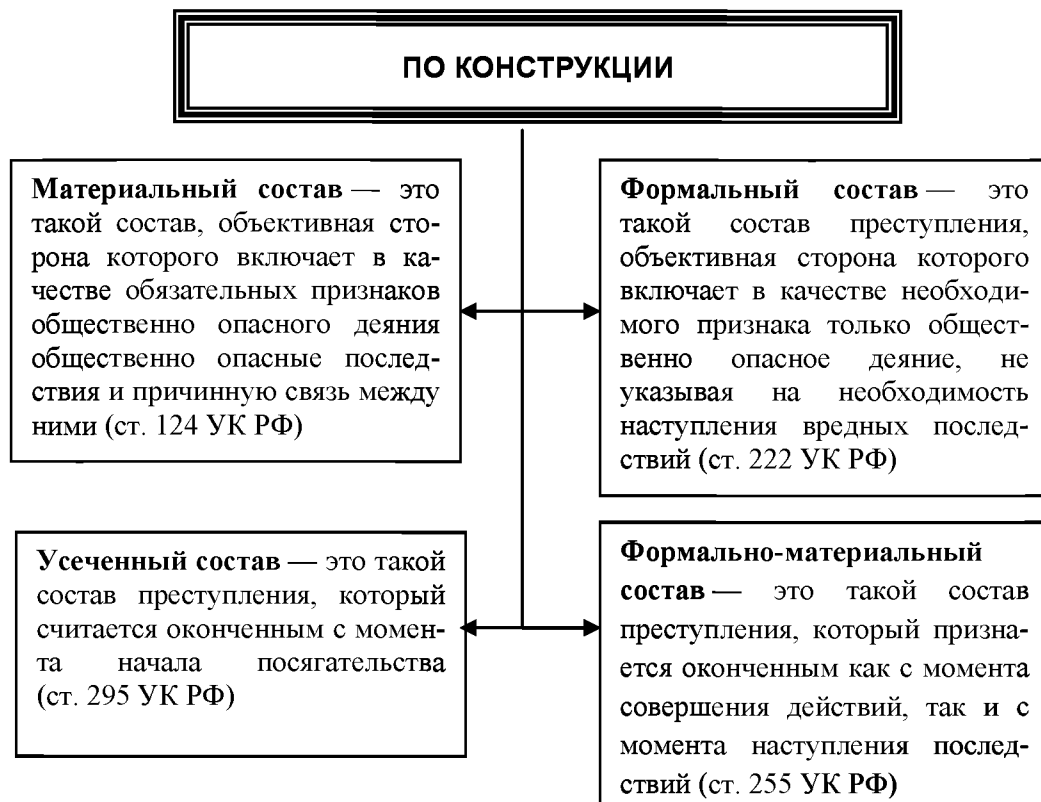 ПО КОНСТРУКЦИИ
Материальный состав — это
такой состав, объективная сто-
рона которого включает в ка-
честве обязательных признаков
общественно опасного деяния
общественно опасные послед-
ствия и причинную связь между
ними (ст. 124 УК РФ)
Формальный состав — это
такой состав преступления,
объективная сторона которого
включает в качестве необходи-
мого признака только общест-
венно опасное деяние, не
указывая на необходимость
наступления вредных послед-
ствий (ст. 222 УК РФ)
Усеченный состав — это такой
состав преступления, который
считается оконченным с момен-
та начала посягательства
(ст. 295 УК РФ)
Формально-материальный
состав — это такой состав
преступления, который призна-
ется оконченным как с момента
совершения действий, так и с
момента наступления послед-
ствий (ст. 255 УК РФ)